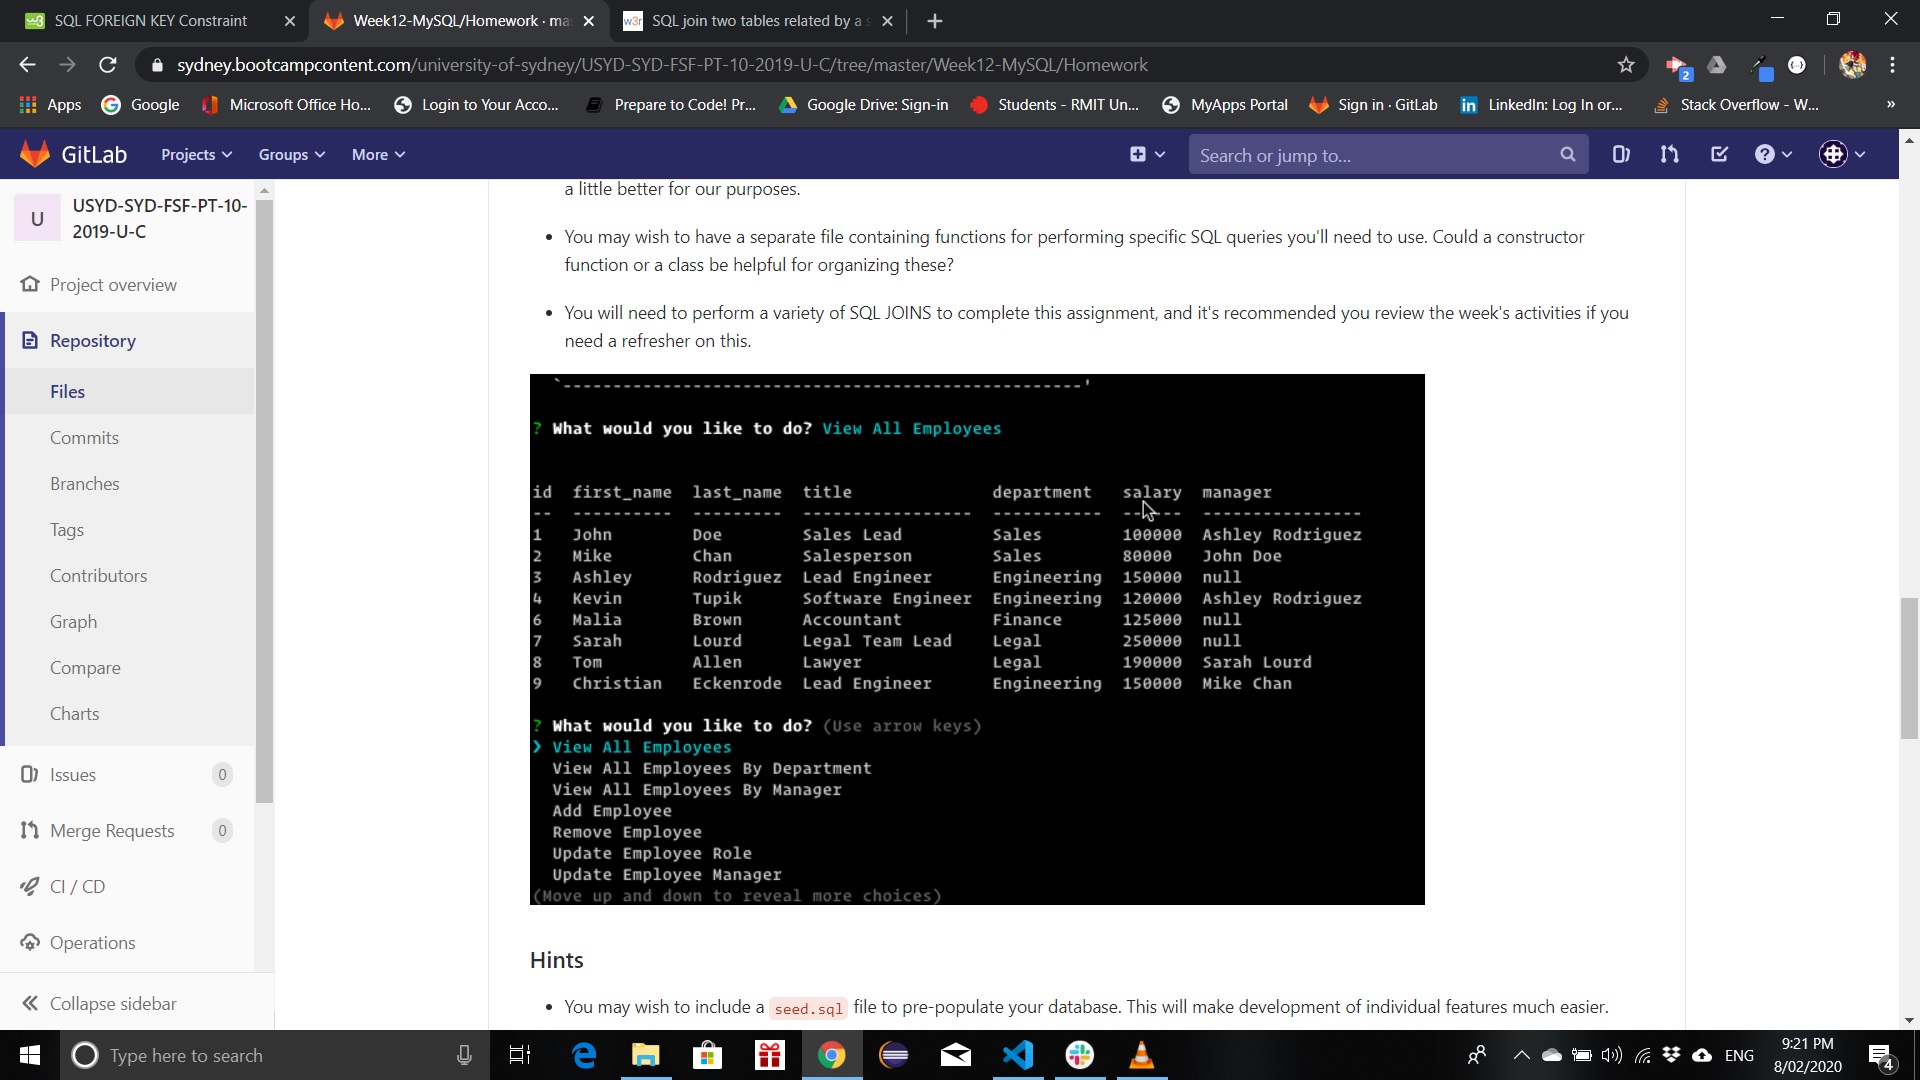 SQL FOREIGN KEY Constraint
Week12-MySQL/Homework · ma
w3r SQL join two tables related by a s
sydney.bootcampcontent.com/university-of-sydney/USYD-SYD-FSF-PT-10-2019-U-C/tree/master/Week12-MySQL/Homework
2
Apps Google Microsoft Office Ho... Login to Your Acco... Prepare to Code! Pr... Google Drive: Sign-in Students - RMIT Un... MyApps Portal Sign in · GitLab LinkedIn: Log In or... Stack Overflow - W... »
GitLab Projects Groups More Search or jump to...
U USYD-SYD-FSF-PT-10-
2019-U-C
Project overview
Repository
Files
Commits
Branches
Tags
Contributors
Graph
Compare
Charts
Issues 0
Merge Requests 0
CI / CD
Operations
Collapse sidebar
a little better for our purposes.
• You may wish to have a separate file containing functions for performing specific SQL queries you'll need to use. Could a constructor
function or a class be helpful for organizing these?
• You will need to perform a variety of SQL JOINS to complete this assignment, and it's recommended you review the week's activities if you
need a refresher on this.
? What would you like to do? View All Employees
id first_name last_name title department salary manager
-- ---------- --------- ----------------- ----------- ------ ----------------
1 John Doe Sales Lead Sales 100000 Ashley Rodriguez
2 Mike Chan Salesperson Sales 80000 John Doe
3 Ashley Rodriguez Lead Engineer Engineering 150000 null
4 Kevin Tupik Software Engineer Engineering 120000 Ashley Rodriguez
6 Malia Brown Accountant Finance 125000 null
7 Sarah Lourd Legal Team Lead Legal 250000 null
8 Tom Allen Lawyer Legal 190000 Sarah Lourd
9 Christian Eckenrode Lead Engineer Engineering 150000 Mike Chan
? What would you like to do? (Use arrow keys)
❯ View All Employees
View All Employees By Department
View All Employees By Manager
Add Employee
Remove Employee
Update Employee Role
Update Employee Manager
(Move up and down to reveal more choices)
Hints
• You may wish to include a seed.sql file to pre-populate your database. This will make development of individual features much easier.
Type here to search
ENG
9:21 PM
8/02/2020
4